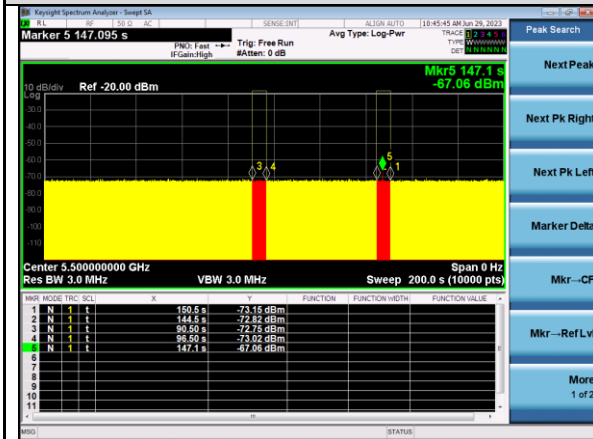 Keysight Spectrum Analyzer - Swept SA
RL RF 50 Ω AC SENSE:INT ALIGN AUTO 10:45:45 AM Jun 29, 2023
Marker 5 147.095 s
PNO: Fast Trig: Free Run
IFGain:High #Atten: 0 dB
Avg Type: Log-Pwr
TRACE 1 2 3 4 5 6
TYPE WWWWWW
DET N N N N N N
Peak Search
Next Peak
Next Pk Right
Next Pk Left
Marker Delta
Mkr→CF
Mkr→Ref Lvl
More
1 of 2
Mkr5 147.1 s
-67.06 dBm
10 dB/div Ref -20.00 dBm
Log
-30.0
-40.0
-50.0
-60.0
-70.0
-80.0
-90.0
-100
-110
3 4 5 1
Center 5.500000000 GHz Span 0 Hz
Res BW 3.0 MHz VBW 3.0 MHz Sweep 200.0 s (10000 pts)
MKR MODE TRC SCL X Y FUNCTION FUNCTION WIDTH FUNCTION VALUE
1 N 1 t 150.5 s -73.15 dBm
2 N 1 t 144.5 s -72.82 dBm
3 N 1 t 90.50 s -72.75 dBm
4 N 1 t 96.50 s -73.02 dBm
5 N 1 t 147.1 s -67.06 dBm
6
7
8
9
10
11
MSG STATUS